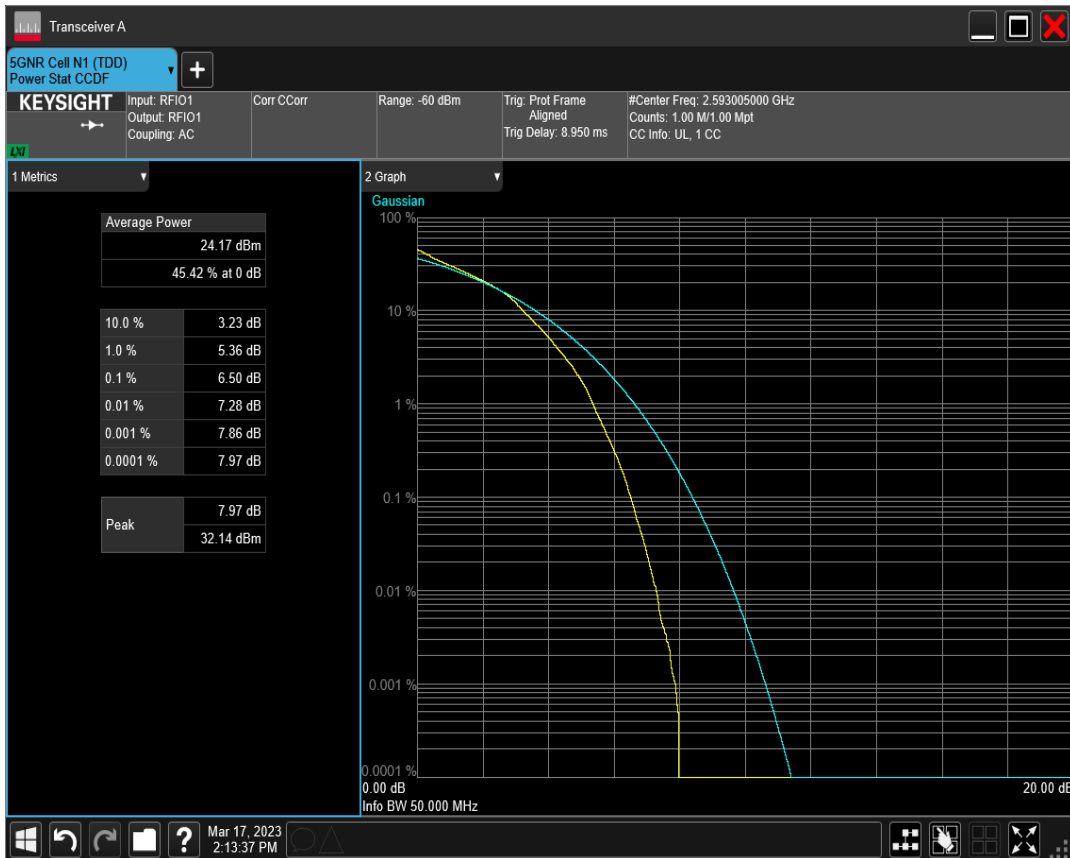 Transceiver A
5GNR Cell N1 (TDD)
Power Stat CCDF
+
KEYSIGHT
LXI
Input: RFIO1
Output: RFIO1
Coupling: AC
Corr CCorr
Range: -60 dBm
Trig: Prot Frame
Aligned
Trig Delay: 8.950 ms
#Center Freq: 2.593005000 GHz
Counts: 1.00 M/1.00 Mpt
CC Info: UL, 1 CC
1 Metrics
Average Power
24.17 dBm
45.42 % at 0 dB
10.0 % 3.23 dB
1.0 % 5.36 dB
0.1 % 6.50 dB
0.01 % 7.28 dB
0.001 % 7.86 dB
0.0001 % 7.97 dB
Peak 7.97 dB
32.14 dBm
2 Graph
Gaussian
100 %
10 %
1 %
0.1 %
0.01 %
0.001 %
0.0001 %
0.00 dB 20.00 dB
Info BW 50.000 MHz
?
Mar 17, 2023
2:13:37 PM